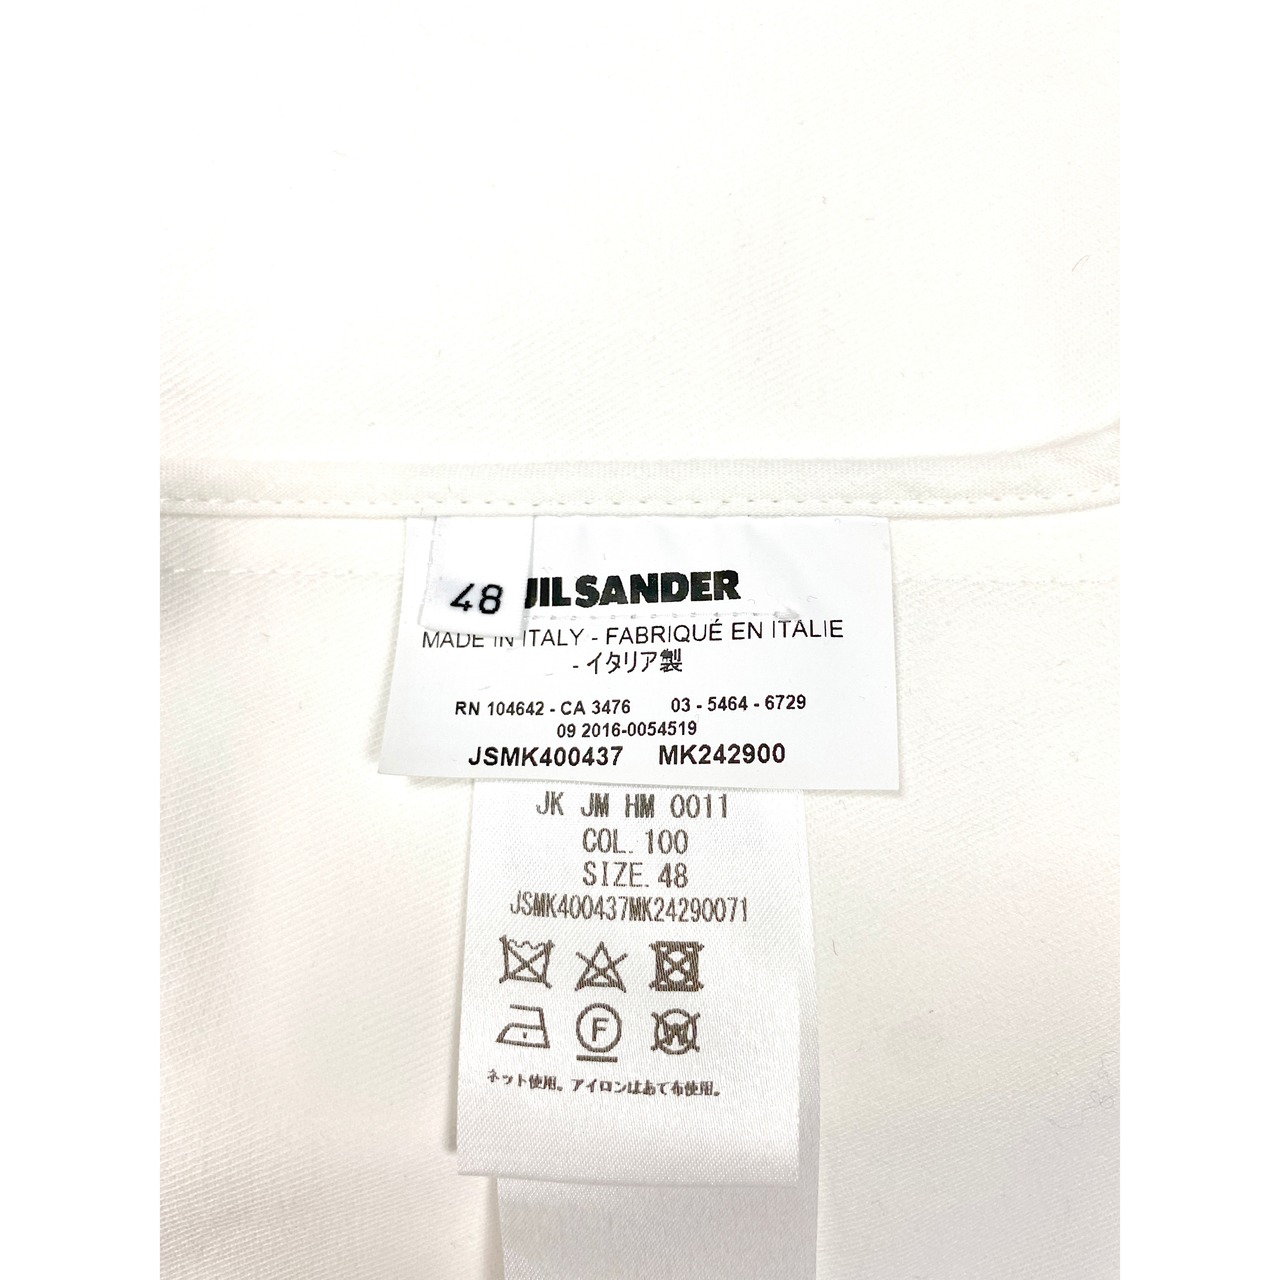 48
JIL SANDER
MADE IN ITALY - FABRIQUÉ EN ITALIE
- イタリア製
RN 104642 - CA 3476 03 - 5464 - 6729
09 2016-0054519
JSMK400437 MK242900
JK JM HM 0011
COL. 100
SIZE. 48
JSMK400437MK24290071
F
W
ネット使用。アイロンはあて布使用。